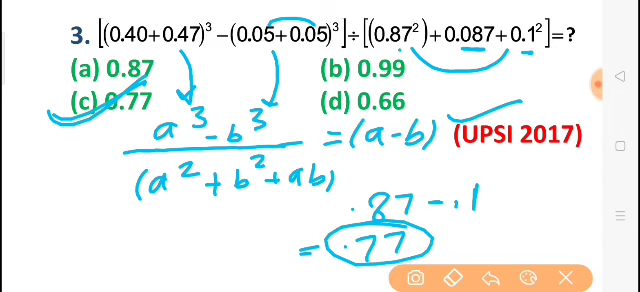 3. [(0.40+0.47)³ –(0.05+0.05)³]÷[(0.87²)+0.087+0.1²]=?
(a) 0.87 (b) 0.99
(c) 0.77 (d) 0.66
a³-b³ / (a²+b²+ab) = (a-b) (UPSI 2017)
.87-.1
= .77